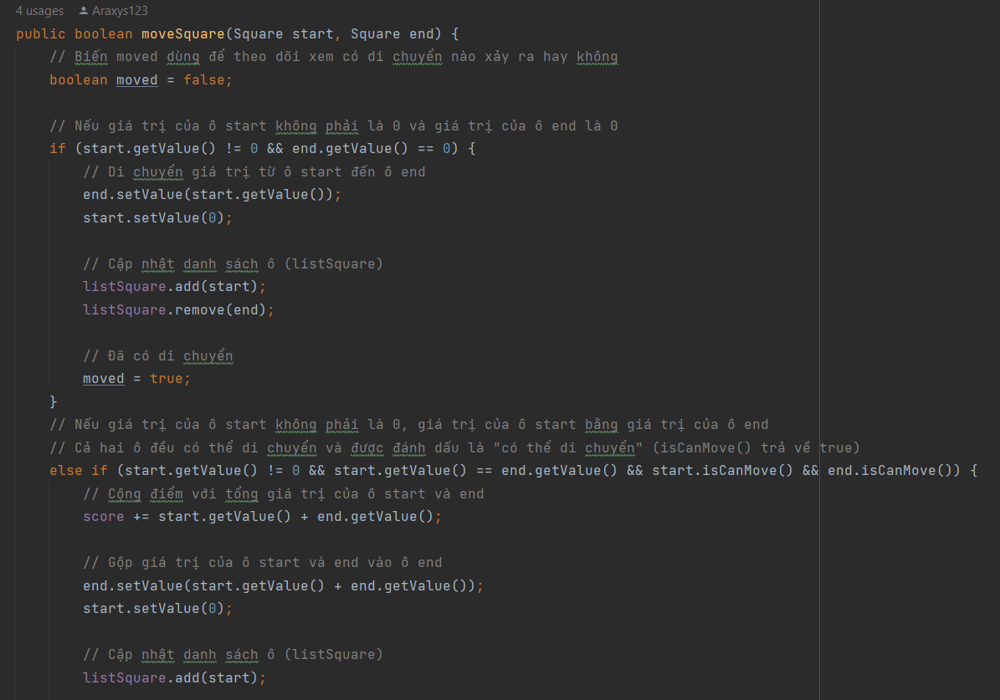 4 usages Araxys123
public boolean moveSquare(Square start, Square end) {
// Biến moved dùng để theo dõi xem có di chuyển nào xảy ra hay không
boolean moved = false;
// Nếu giá trị của ô start không phải là 0 và giá trị của ô end là 0
if (start.getValue() != 0 && end.getValue() == 0) {
// Di chuyển giá trị từ ô start đến ô end
end.setValue(start.getValue());
start.setValue(0);
// Cập nhật danh sách ô (listSquare)
listSquare.add(start);
listSquare.remove(end);
// Đã có di chuyển
moved = true;
}
// Nếu giá trị của ô start không phải là 0, giá trị của ô start bằng giá trị của ô end
// Cả hai ô đều có thể di chuyển và được đánh dấu là "có thể di chuyển" (isCanMove() trả về true)
else if (start.getValue() != 0 && start.getValue() == end.getValue() && start.isCanMove() && end.isCanMove()) {
// Cộng điểm với tổng giá trị của ô start và end
score += start.getValue() + end.getValue();
// Gộp giá trị của ô start và end vào ô end
end.setValue(start.getValue() + end.getValue());
start.setValue(0);
// Cập nhật danh sách ô (listSquare)
listSquare.add(start);